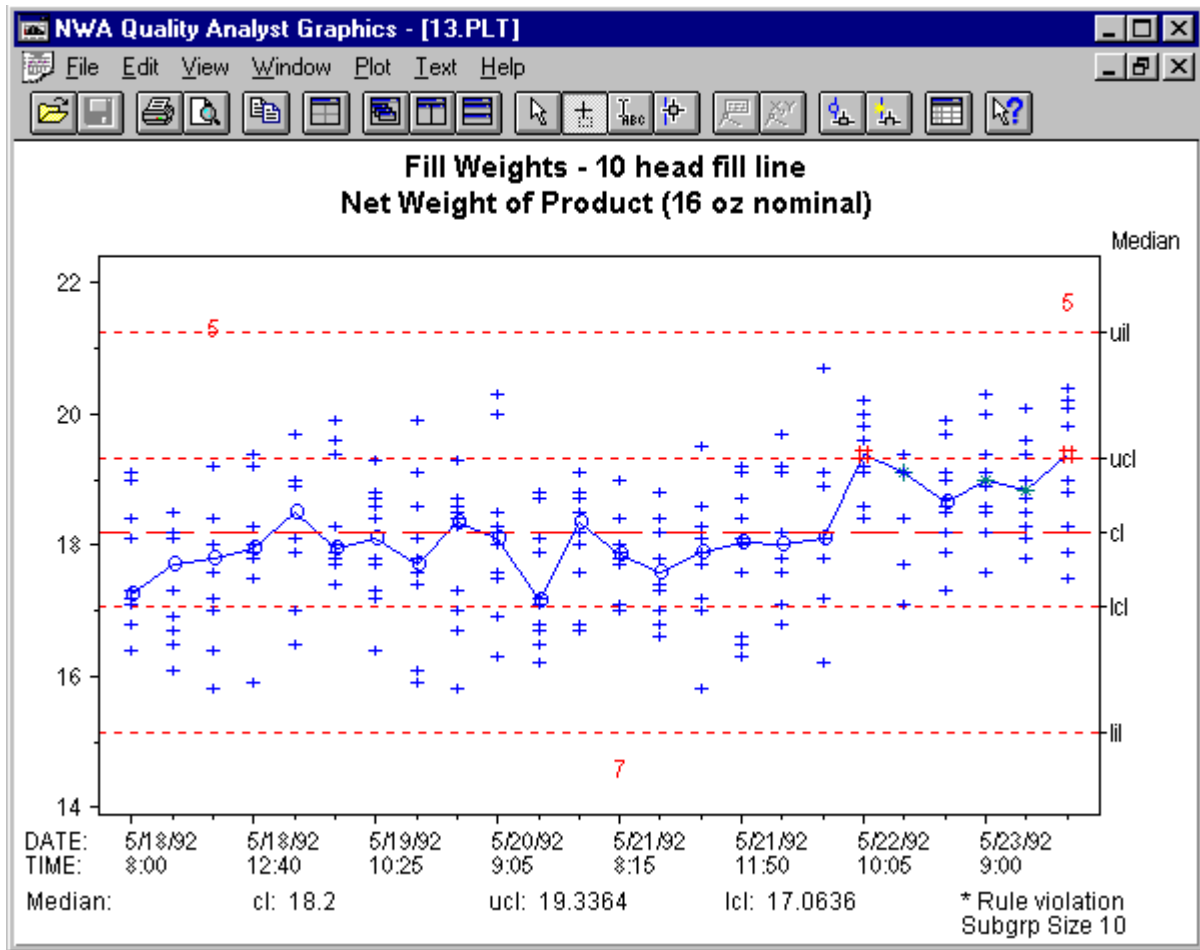 NWA Quality Analyst Graphics - [13.PLT]
File Edit View Window Plot Text Help
ABC X,Y ?
Fill Weights - 10 head fill line
Net Weight of Product (16 oz nominal)
Median
22
5
5
uil
20
ucl
cl
18
lcl
16
lil
7
14
DATE: 5/18/92 5/18/92 5/19/92 5/20/92 5/21/92 5/21/92 5/22/92 5/23/92
TIME: 8:00 12:40 10:25 9:05 8:15 11:50 10:05 9:00
Median: cl: 18.2 ucl: 19.3364 lcl: 17.0636 * Rule violation
Subgrp Size 10